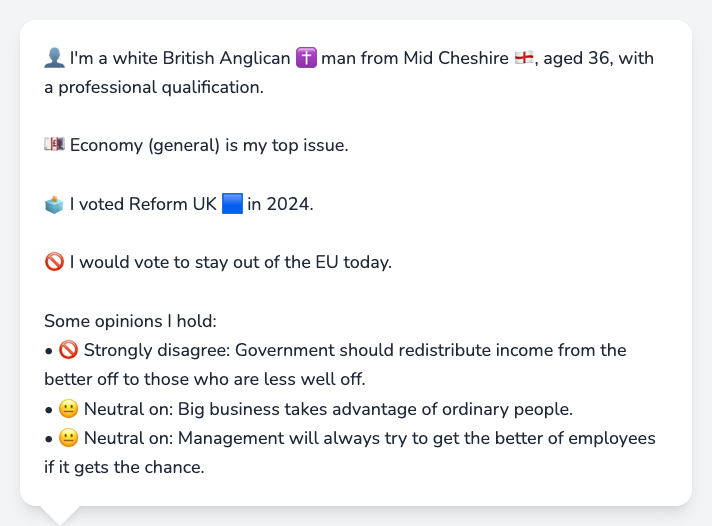 👤 I'm a white British Anglican ✝️ man from Mid Cheshire 🏴󠁧󠁢󠁥󠁮󠁧󠁿, aged 36, with
a professional qualification.
💷 Economy (general) is my top issue.
🗳️ I voted Reform UK 🟦 in 2024.
🚫 I would vote to stay out of the EU today.
Some opinions I hold:
• 🚫 Strongly disagree: Government should redistribute income from the
better off to those who are less well off.
• 😐 Neutral on: Big business takes advantage of ordinary people.
• 😐 Neutral on: Management will always try to get the better of employees
if it gets the chance.